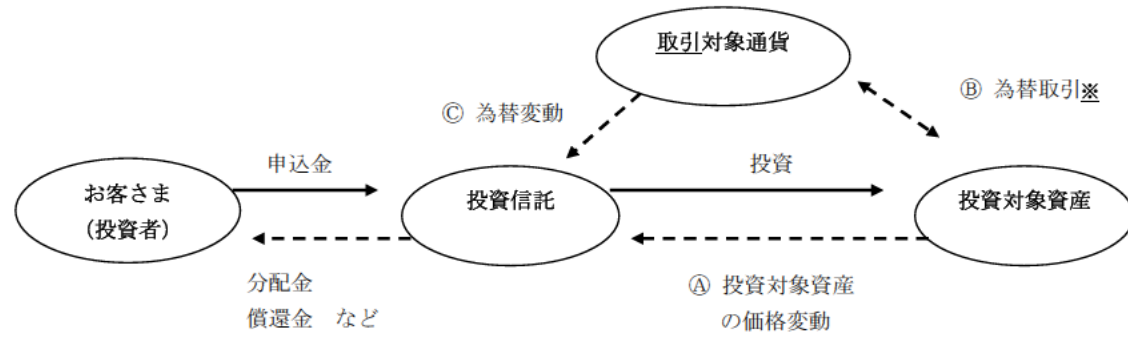 取引対象通貨
Ⓑ 為替取引※
Ⓒ 為替変動
申込金
投資
お客さま
(投資者)
投資信託
投資対象資産
分配金
償還金　など
Ⓐ 投資対象資産
の価格変動